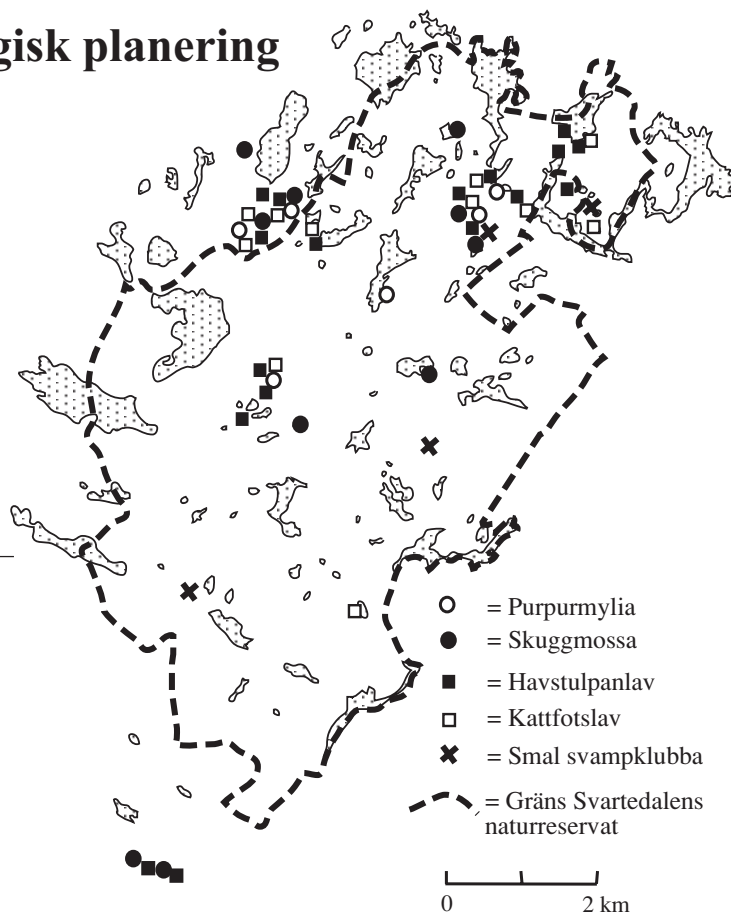 gisk planering
= Purpurmylia
= Skuggmossa
= Havstulpanlav
= Kattfotslav
= Smal svampklubba
= Gräns Svartedalens
naturreservat
0 2 km